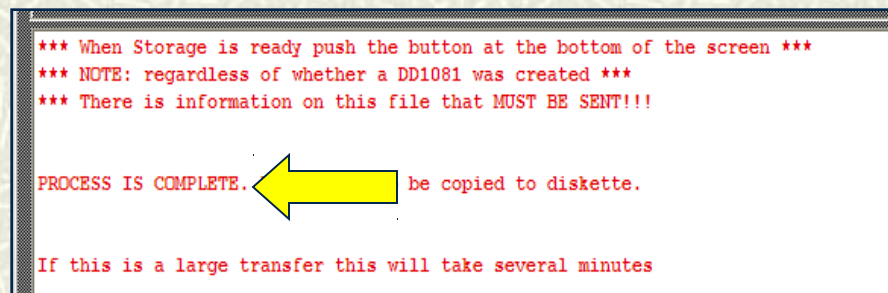 *** When Storage is ready push the button at the bottom of the screen ***
*** NOTE: regardless of whether a DD1081 was created ***
*** There is information on this file that MUST BE SENT!!!
PROCESS IS COMPLETE. be copied to diskette.
If this is a large transfer this will take several minutes